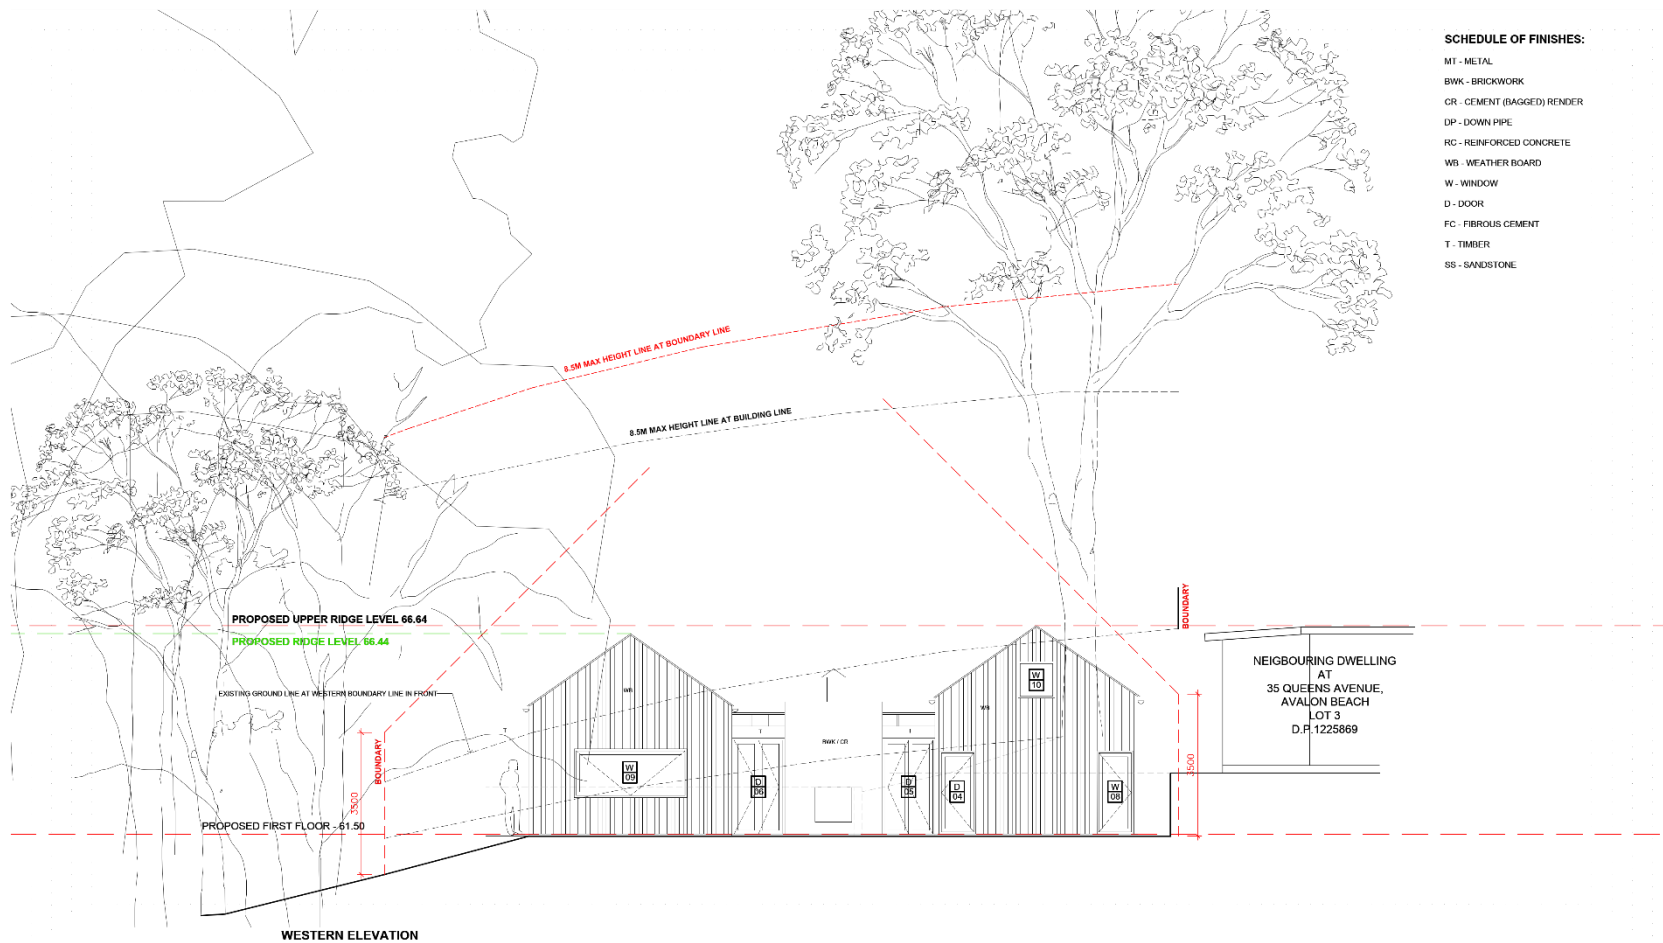 SCHEDULE OF FINISHES:
MT - METAL
BWK - BRICKWORK
CR - CEMENT (BAGGED) RENDER
DP - DOWN PIPE
RC - REINFORCED CONCRETE
WB - WEATHER BOARD
W - WINDOW
D - DOOR
FC - FIBROUS CEMENT
T - TIMBER
SS - SANDSTONE
8.5M MAX HEIGHT LINE AT BOUNDARY LINE
8.5M MAX HEIGHT LINE AT BUILDING LINE
PROPOSED UPPER RIDGE LEVEL 66.64
PROPOSED RIDGE LEVEL 66.44
EXISTING GROUND LINE AT WESTERN BOUNDARY LINE IN FRONT
BOUNDARY
3500
PROPOSED FIRST FLOOR - 61.50
T
WB
W
09
T
D
06
BWK / CR
T
D
05
WB
W
10
D
04
W
08
BOUNDARY
3500
NEIGBOURING DWELLING
AT
35 QUEENS AVENUE,
AVALON BEACH
LOT 3
D.P.1225869
WESTERN ELEVATION